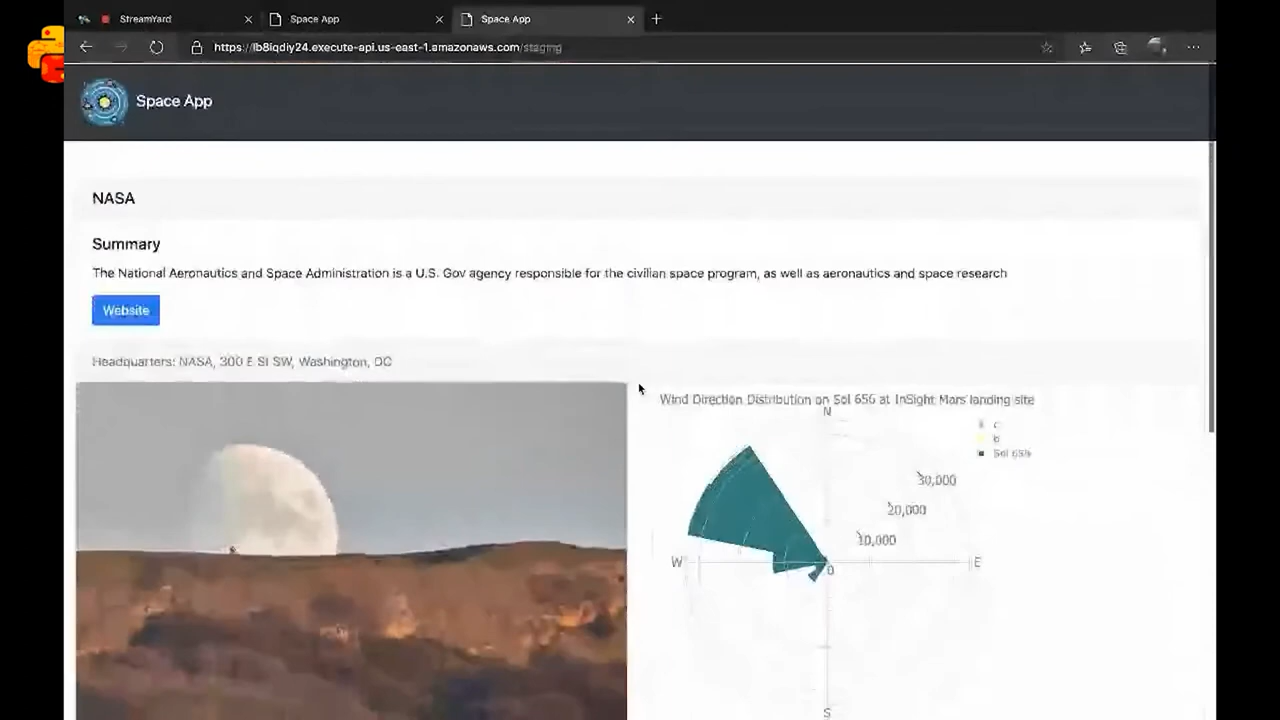 StreamYard
Space App
Space App
https://lb8iqdiy24.execute-api.us-east-1.amazonaws.com/staging
Space App
NASA
Summary
The National Aeronautics and Space Administration is a U.S. Gov agency responsible for the civilian space program, as well as aeronautics and space research
Website
Headquarters: NASA, 300 E St SW, Washington, DC
Wind Direction Distribution on Sol 656 at InSight Mars landing site
N
Sol 656
30,000
20,000
10,000
W
E
0
S